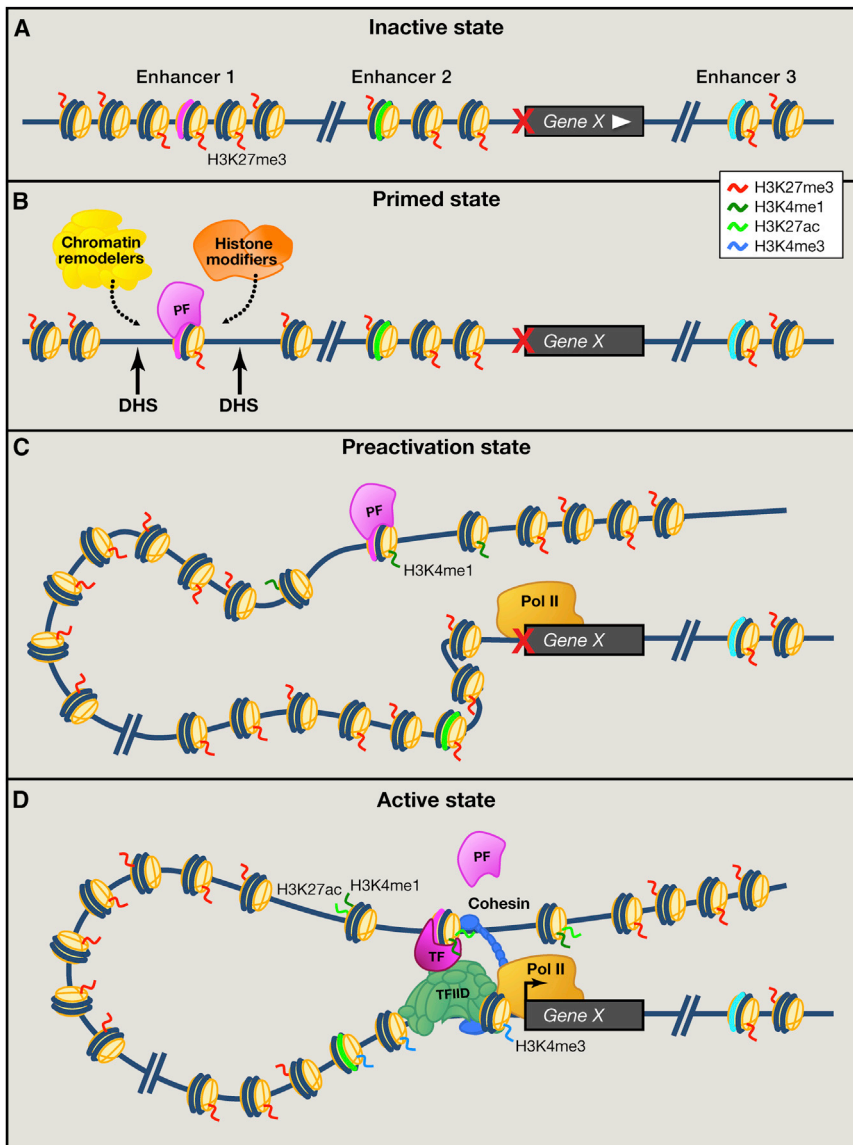 A
Inactive state
Enhancer 1
Enhancer 2
Enhancer 3
Gene X
H3K27me3
B
Primed state
H3K27me3
H3K4me1
H3K27ac
H3K4me3
Chromatin
remodelers
Histone
modifiers
PF
Gene X
DHS
DHS
C
Preactivation state
PF
H3K4me1
Pol II
Gene X
D
Active state
PF
H3K27ac
H3K4me1
Cohesin
TF
Pol II
TFIID
Gene X
H3K4me3